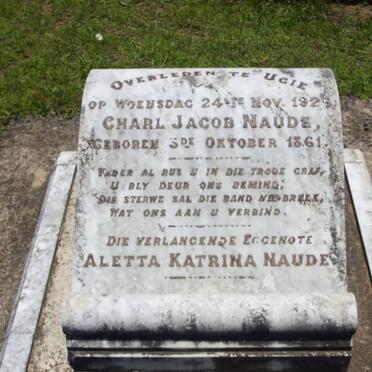 OVERLEDEN TE UGIE
OP WOENSDAG 24STE NOV.
CHARL JACOB NAUDE,
GEBOREN 3DE OKTOBER 1861.
VADER AL RUS U IN DIE TROUE GRAF,
U BLY DEUR ONS BEMIND;
DIE STERWE SAL DIE BAND NIE BREEK,
WAT ONS AAN U VERBIND.
DIE VERLANGENDE EGGENOTE
ALETTA KATRINA NAUDE